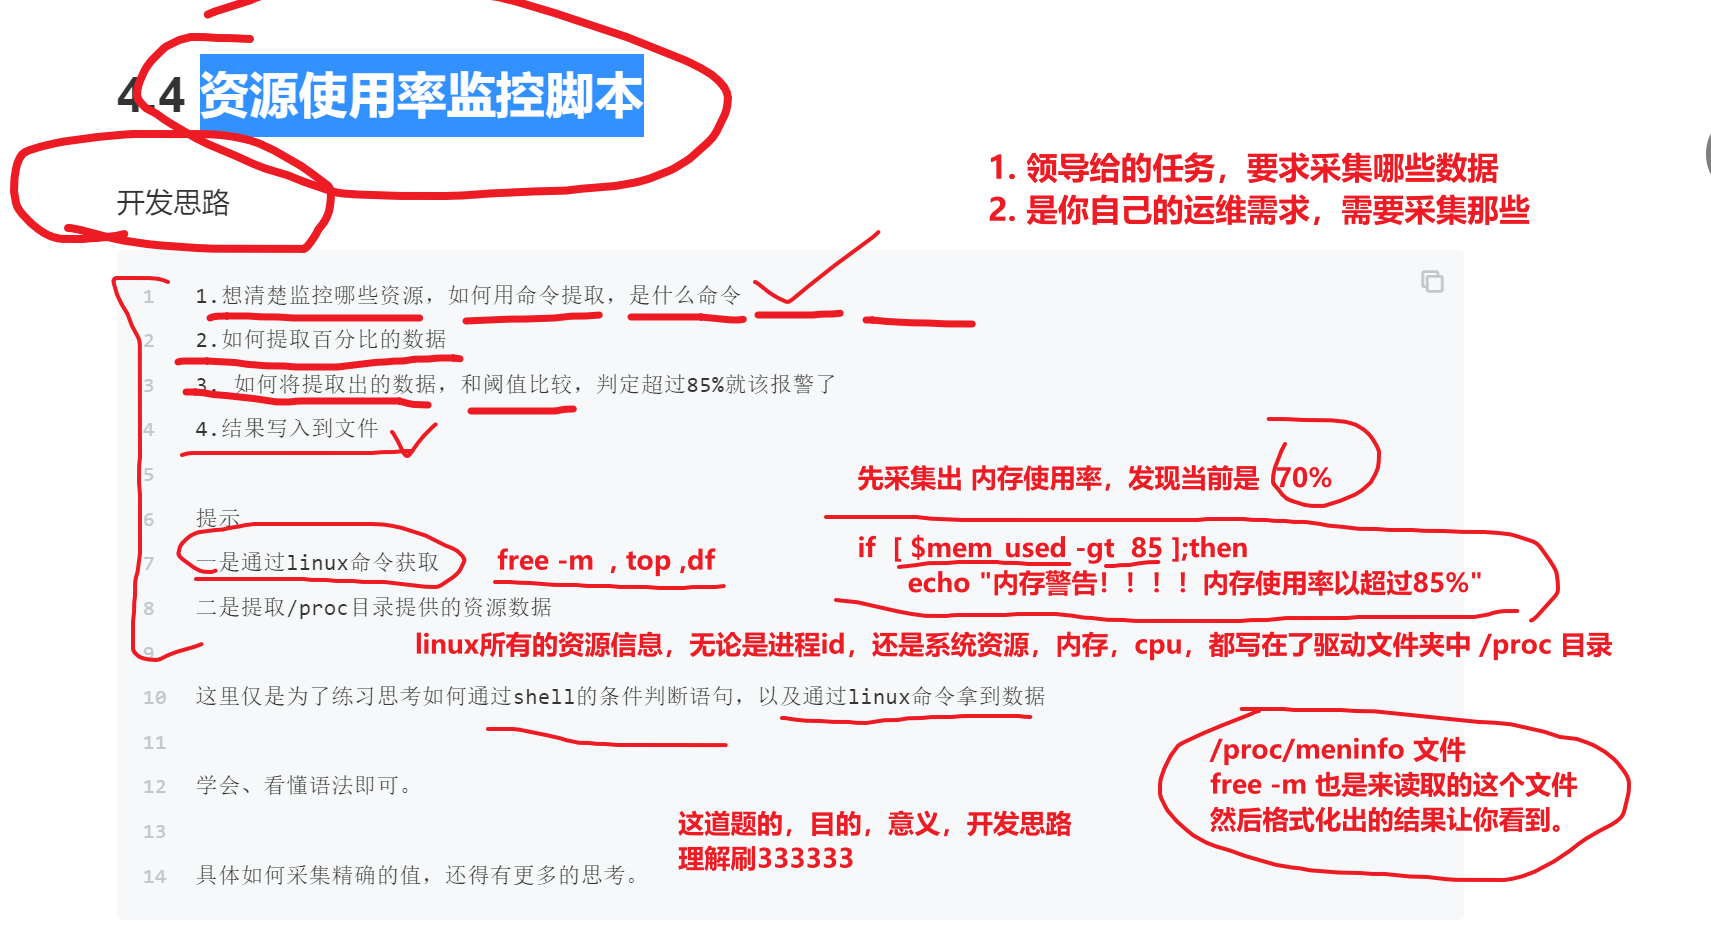 4.4 资源使用率监控脚本
开发思路
1. 领导给的任务，要求采集哪些数据
2. 是你自己的运维需求，需要采集那些
1 1.想清楚监控哪些资源，如何用命令提取，是什么命令
2 2.如何提取百分比的数据
3 3. 如何将提取出的数据，和阈值比较，判定超过85%就该报警了
4 4.结果写入到文件
5
先采集出 内存使用率，发现当前是 70%
6 提示
if [ $mem_used -gt 85 ];then
echo "内存警告！！！！内存使用率以超过85%"
7 一是通过linux命令获取
free -m , top ,df
8 二是提取/proc目录提供的资源数据
9
linux所有的资源信息，无论是进程id，还是系统资源，内存，cpu，都写在了驱动文件夹中 /proc 目录
10 这里仅是为了练习思考如何通过shell的条件判断语句，以及通过linux命令拿到数据
11
/proc/meninfo 文件
free -m 也是来读取的这个文件
然后格式化出的结果让你看到。
12 学会、看懂语法即可。
13
这道题的，目的，意义，开发思路
理解刷333333
14 具体如何采集精确的值，还得有更多的思考。